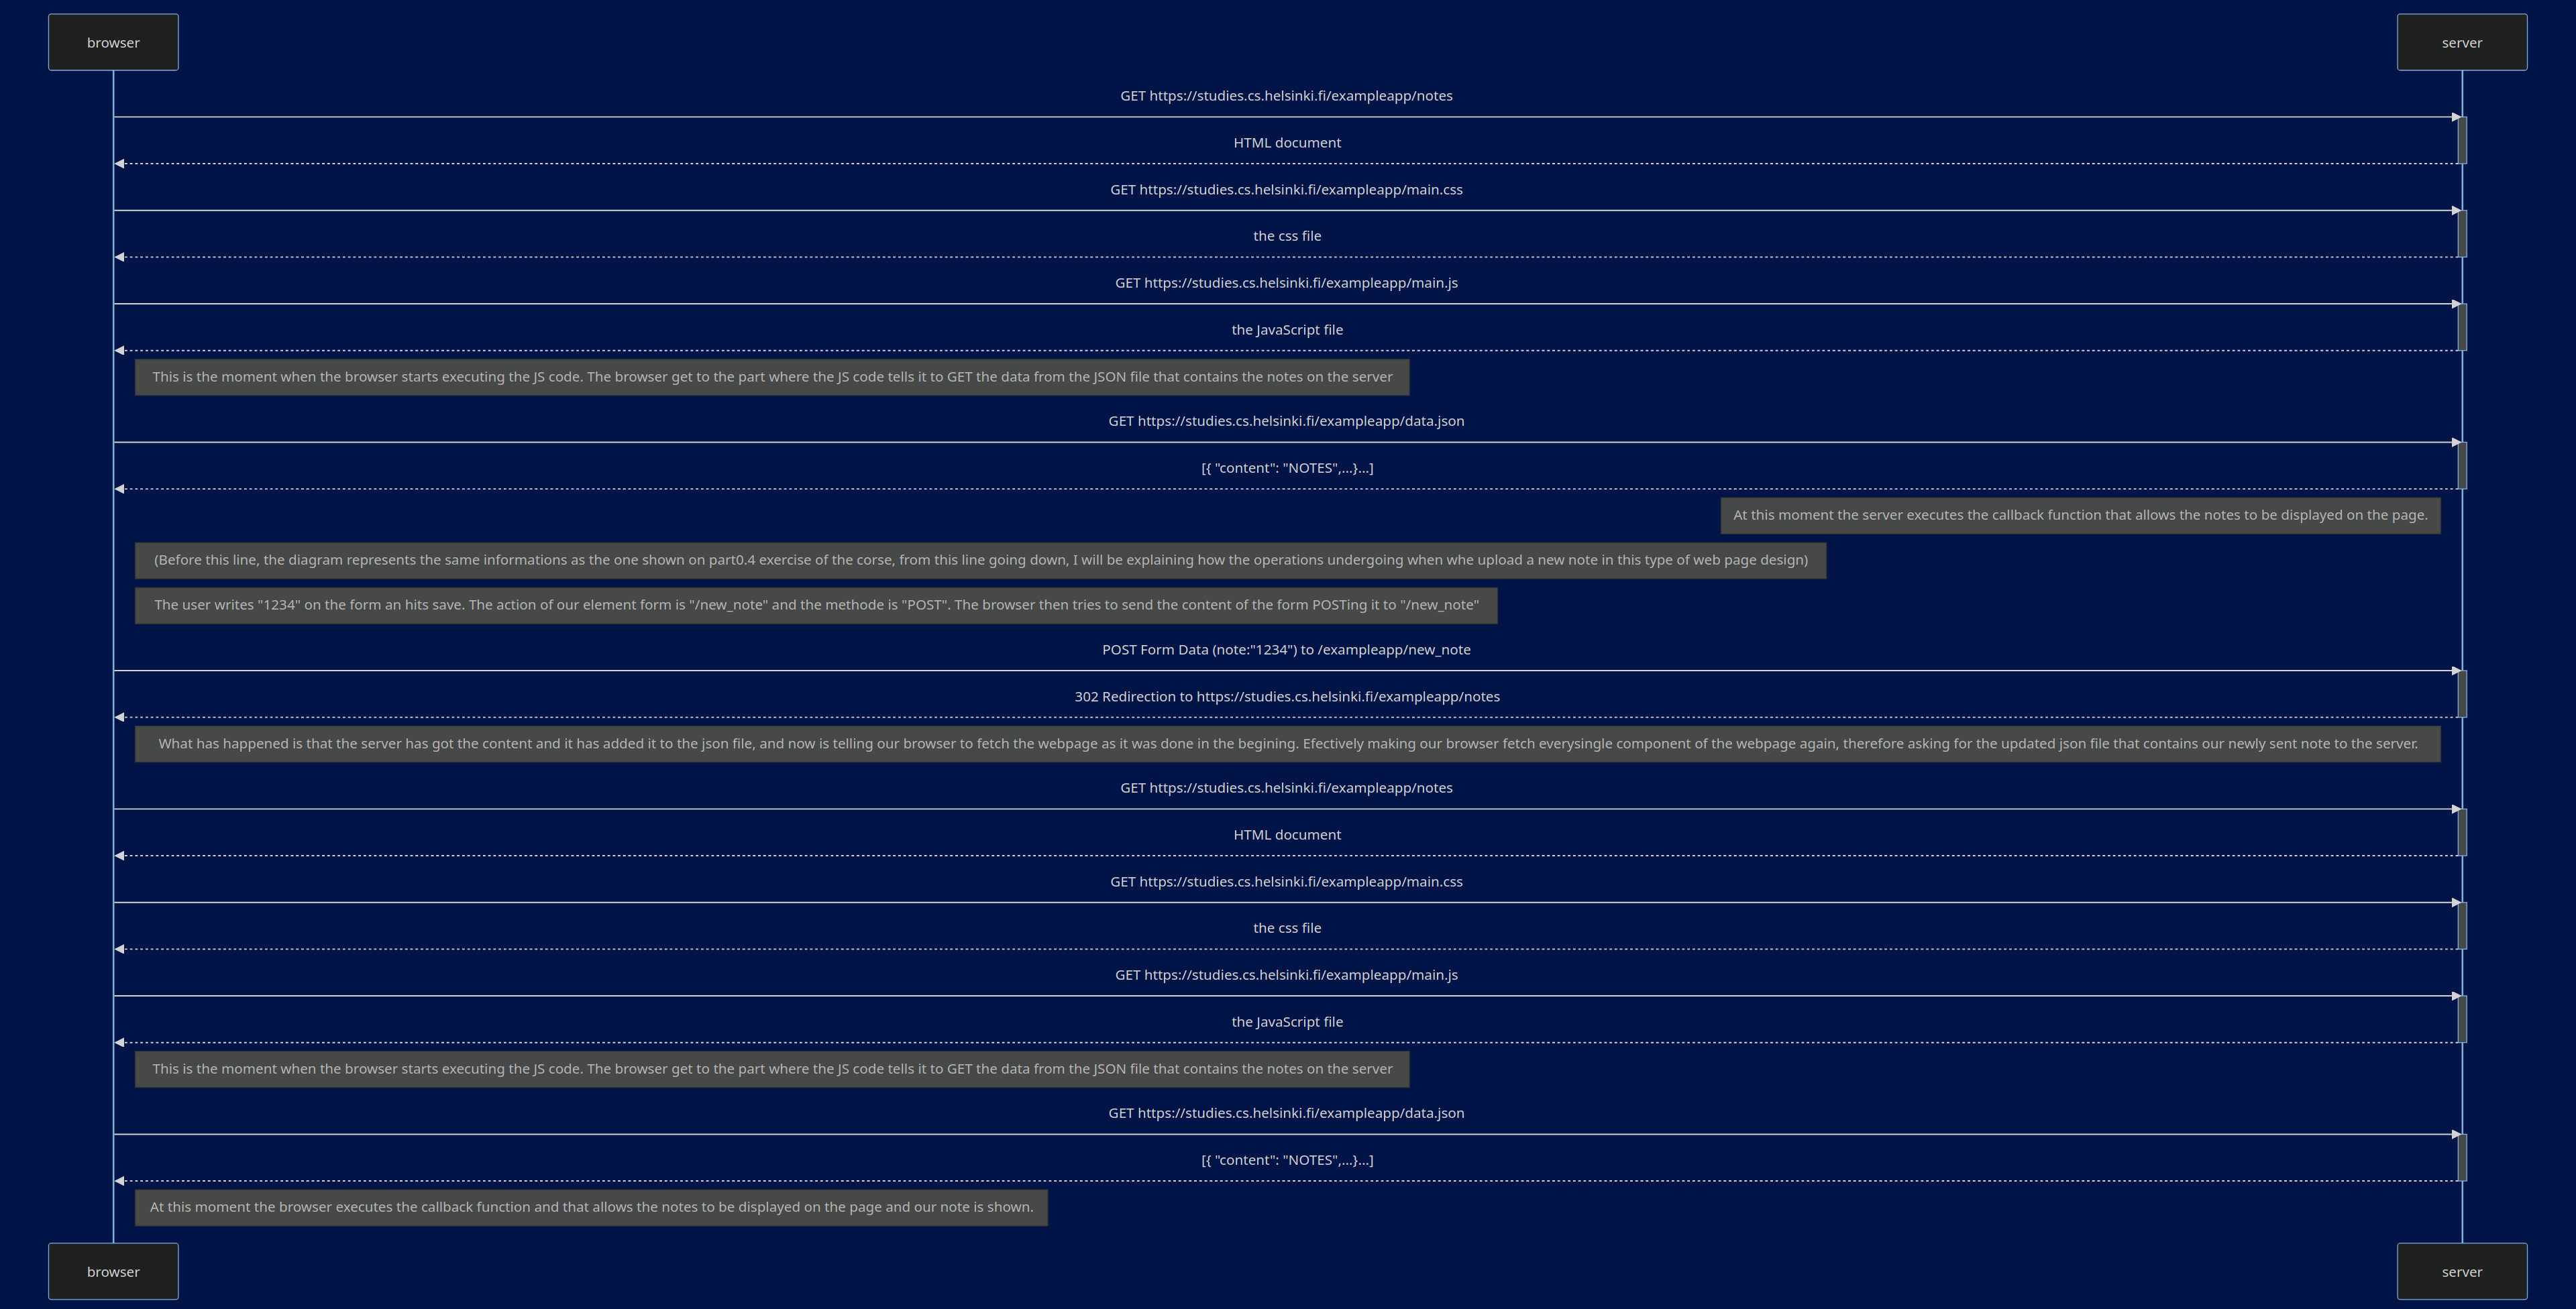 browser
server
GET https://studies.cs.helsinki.fi/exampleapp/notes
HTML document
GET https://studies.cs.helsinki.fi/exampleapp/main.css
the css file
GET https://studies.cs.helsinki.fi/exampleapp/main.js
the JavaScript file
This is the moment when the browser starts executing the JS code. The browser get to the part where the JS code tells it to GET the data from the JSON file that contains the notes on the server
GET https://studies.cs.helsinki.fi/exampleapp/data.json
[{ "content": "NOTES",...}...]
At this moment the server executes the callback function that allows the notes to be displayed on the page.
(Before this line, the diagram represents the same informations as the one shown on part0.4 exercise of the corse, from this line going down, I will be explaining how the operations undergoing when whe upload a new note in this type of web page design)
The user writes "1234" on the form an hits save. The action of our element form is "/new_note" and the methode is "POST". The browser then tries to send the content of the form POSTing it to "/new_note"
POST Form Data (note:"1234") to /exampleapp/new_note
302 Redirection to https://studies.cs.helsinki.fi/exampleapp/notes
What has happened is that the server has got the content and it has added it to the json file, and now is telling our browser to fetch the webpage as it was done in the begining. Efectively making our browser fetch everysingle component of the webpage again, therefore asking for the updated json file that contains our newly sent note to the server.
GET https://studies.cs.helsinki.fi/exampleapp/notes
HTML document
GET https://studies.cs.helsinki.fi/exampleapp/main.css
the css file
GET https://studies.cs.helsinki.fi/exampleapp/main.js
the JavaScript file
This is the moment when the browser starts executing the JS code. The browser get to the part where the JS code tells it to GET the data from the JSON file that contains the notes on the server
GET https://studies.cs.helsinki.fi/exampleapp/data.json
[{ "content": "NOTES",...}...]
At this moment the browser executes the callback function and that allows the notes to be displayed on the page and our note is shown.
browser
server